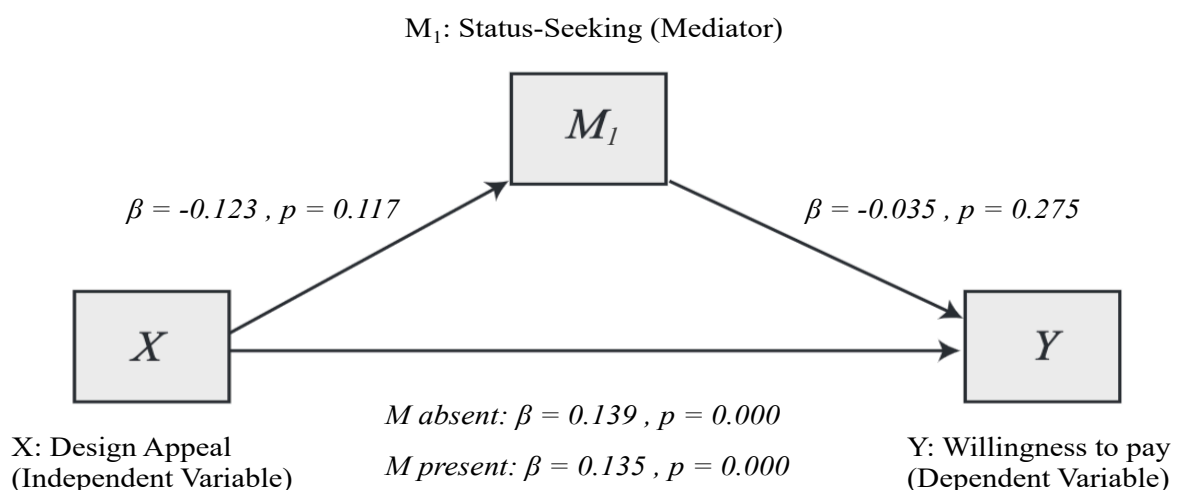 M₁: Status-Seeking (Mediator)
M₁
β = -0.123 , p = 0.117
β = -0.035 , p = 0.275
X
Y
M absent: β = 0.139 , p = 0.000
M present: β = 0.135 , p = 0.000
X: Design Appeal
(Independent Variable)
Y: Willingness to pay
(Dependent Variable)